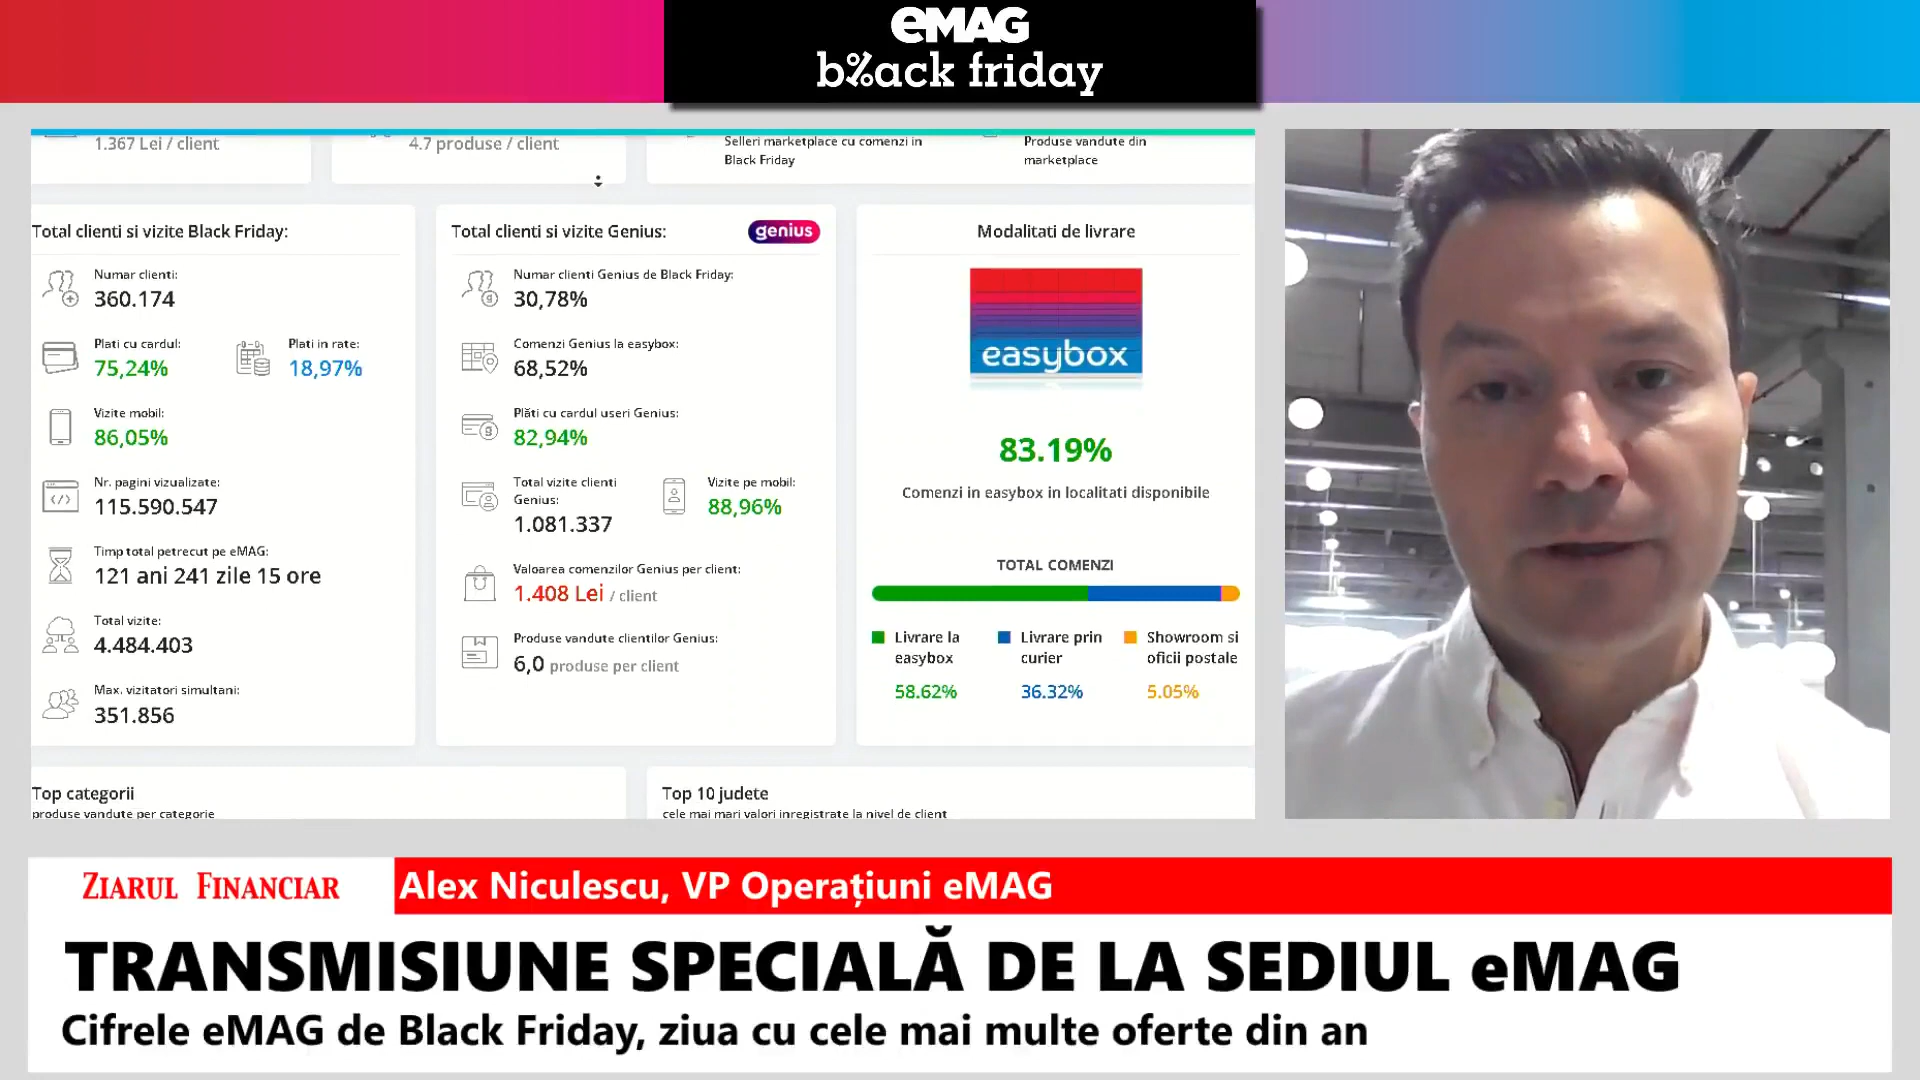 eMAG
b%ack friday
1.367 Lei / client
4.7 produse / client
Selleri marketplace cu comenzi in
Black Friday
Produse vandute din
marketplace
Total clienti si vizite Black Friday:
Numar clienti:
360.174
Plati cu cardul:
75,24%
Plati in rate:
18,97%
Vizite mobil:
86,05%
Nr. pagini vizualizate:
115.590.547
Timp total petrecut pe eMAG:
121 ani 241 zile 15 ore
Total vizite:
4.484.403
Max. vizitatori simultani:
351.856
Total clienti si vizite Genius:
genius
Numar clienti Genius de Black Friday:
30,78%
Comenzi Genius la easybox:
68,52%
Plăti cu cardul useri Genius:
82,94%
Total vizite clienti
Genius:
1.081.337
Vizite pe mobil:
88,96%
Valoarea comenzilor Genius per client:
1.408 Lei / client
Produse vandute clientilor Genius:
6,0 produse per client
Modalitati de livrare
easybox
83.19%
Comenzi in easybox in localitati disponibile
TOTAL COMENZI
Livrare la
easybox
58.62%
Livrare prin
curier
36.32%
Showroom si
oficii postale
5.05%
Top categorii
produse vandute per categorie
Top 10 judete
cele mai mari valori inregistrate la nivel de client
ZIARUL FINANCIAR
Alex Niculescu, VP Operațiuni eMAG
TRANSMISIUNE SPECIALĂ DE LA SEDIUL eMAG
Cifrele eMAG de Black Friday, ziua cu cele mai multe oferte din an